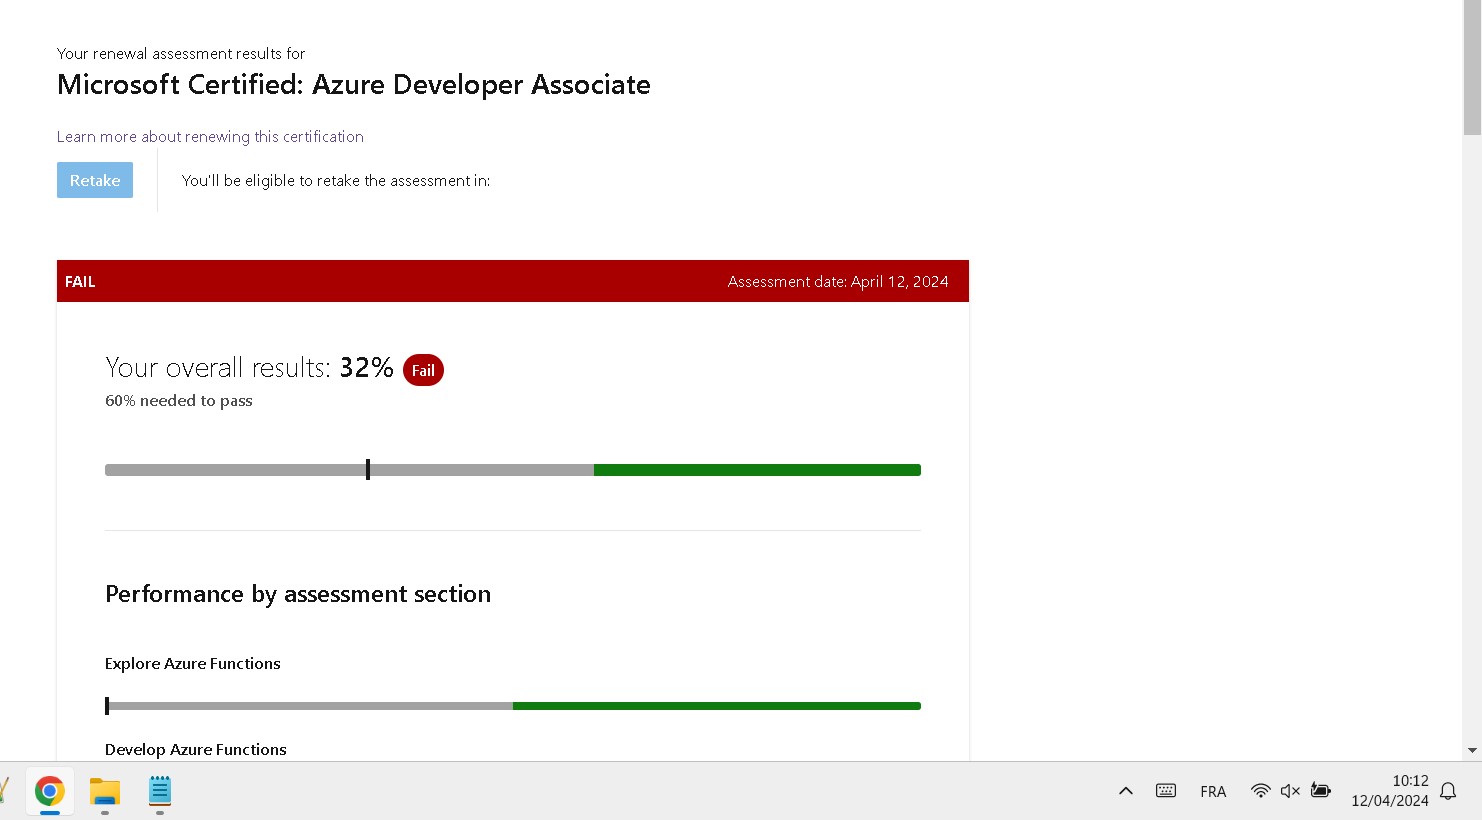 Your renewal assessment results for
Microsoft Certified: Azure Developer Associate
Learn more about renewing this certification
Retake
You'll be eligible to retake the assessment in:
FAIL
Assessment date: April 12, 2024
Your overall results: 32% Fail
60% needed to pass
Performance by assessment section
Explore Azure Functions
Develop Azure Functions
FRA
10:12
12/04/2024